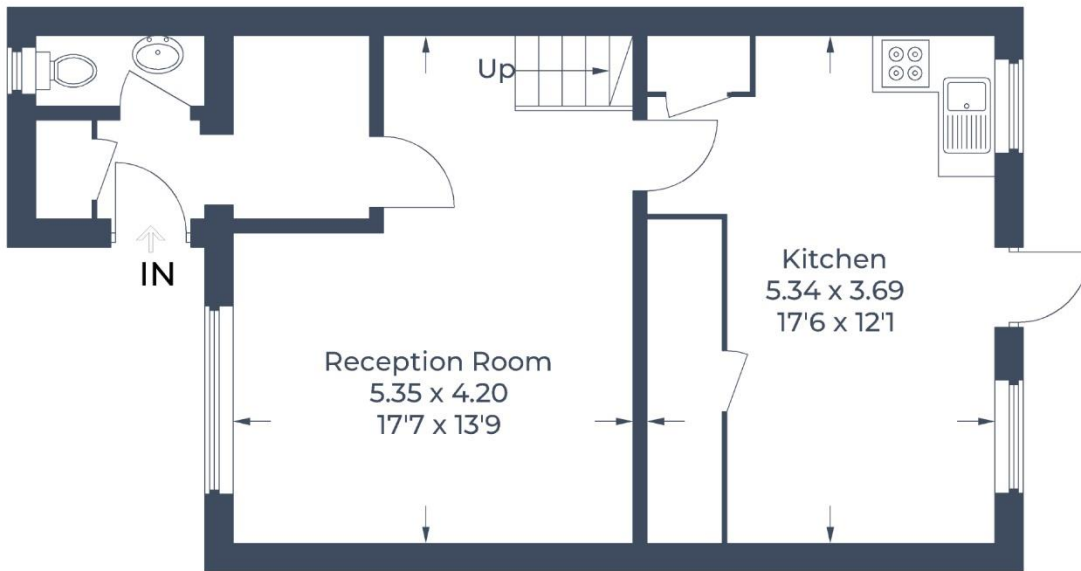 Up
IN
Kitchen
5.34 x 3.69
17'6 x 12'1
Reception Room
5.35 x 4.20
17'7 x 13'9